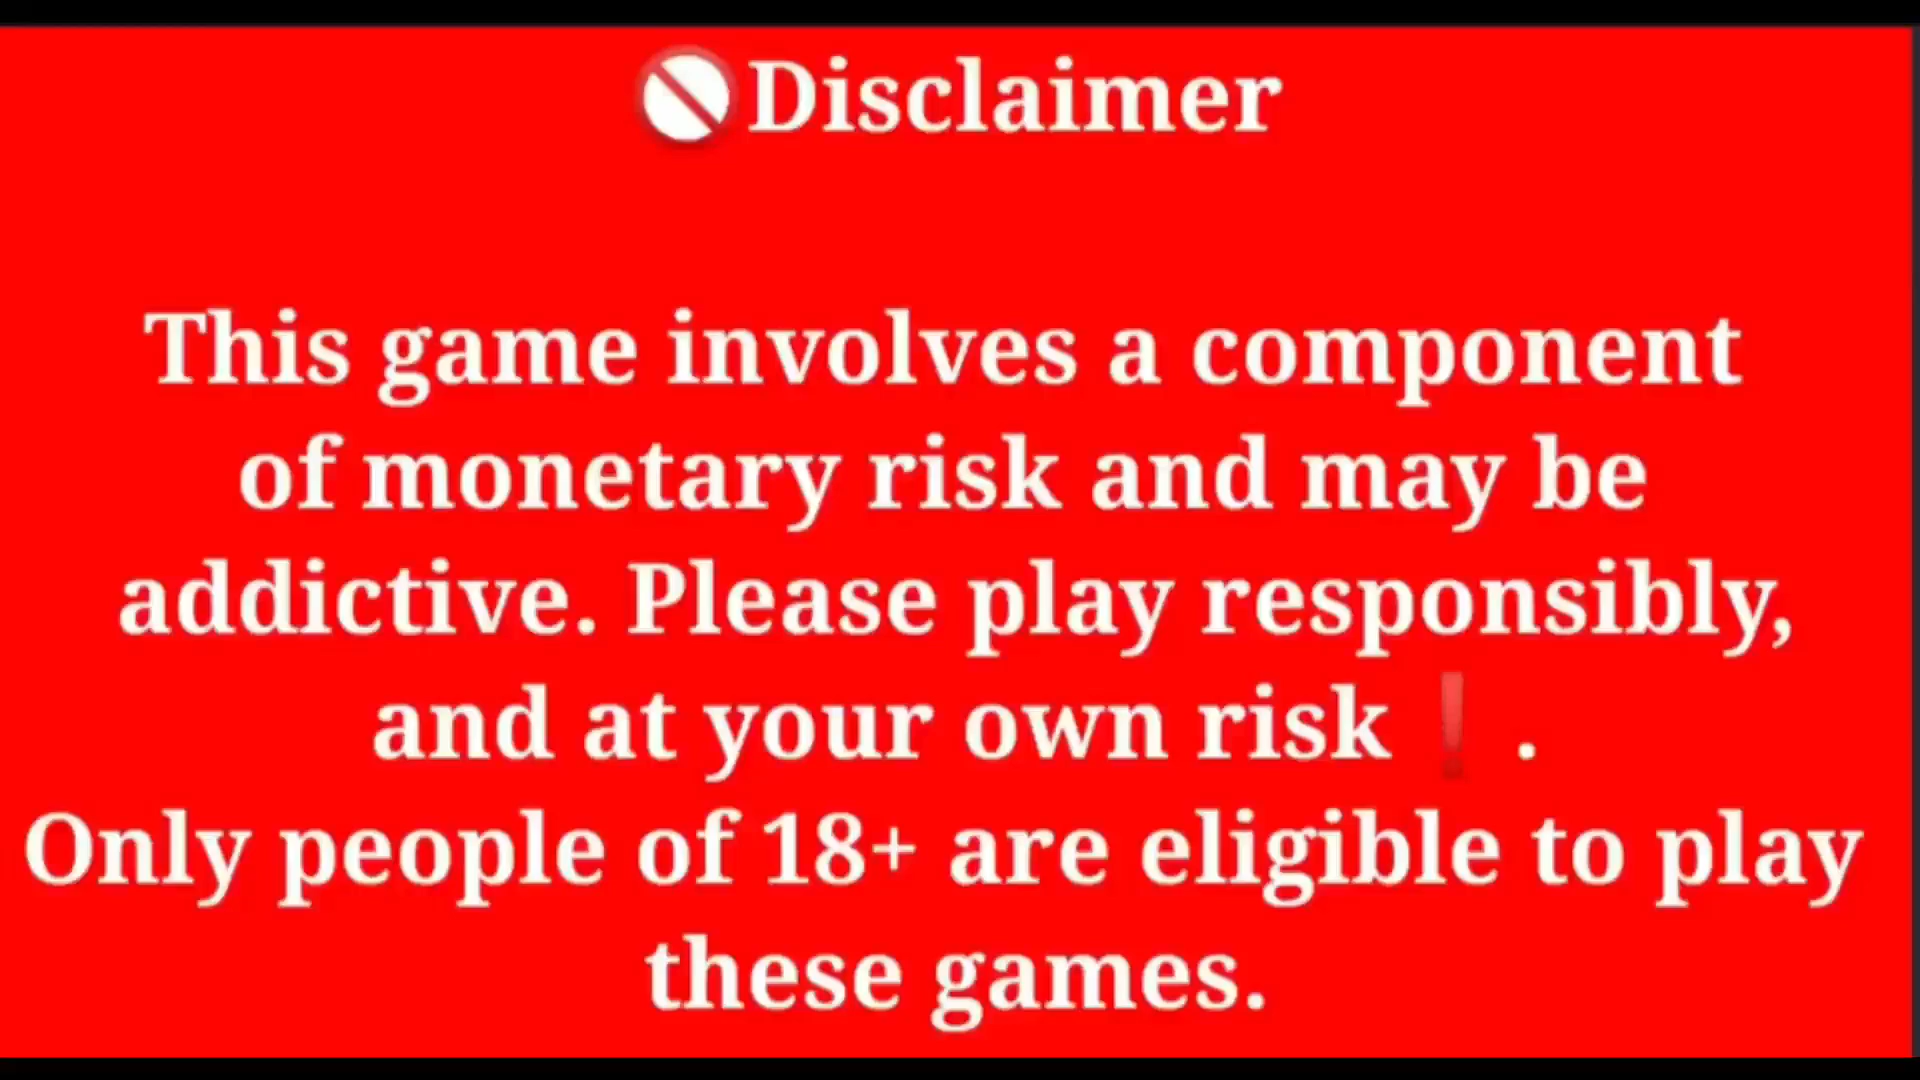 🚫Disclaimer
This game involves a component
of monetary risk and may be
addictive. Please play responsibly,
and at your own risk❗.
Only people of 18+ are eligible to play
these games.